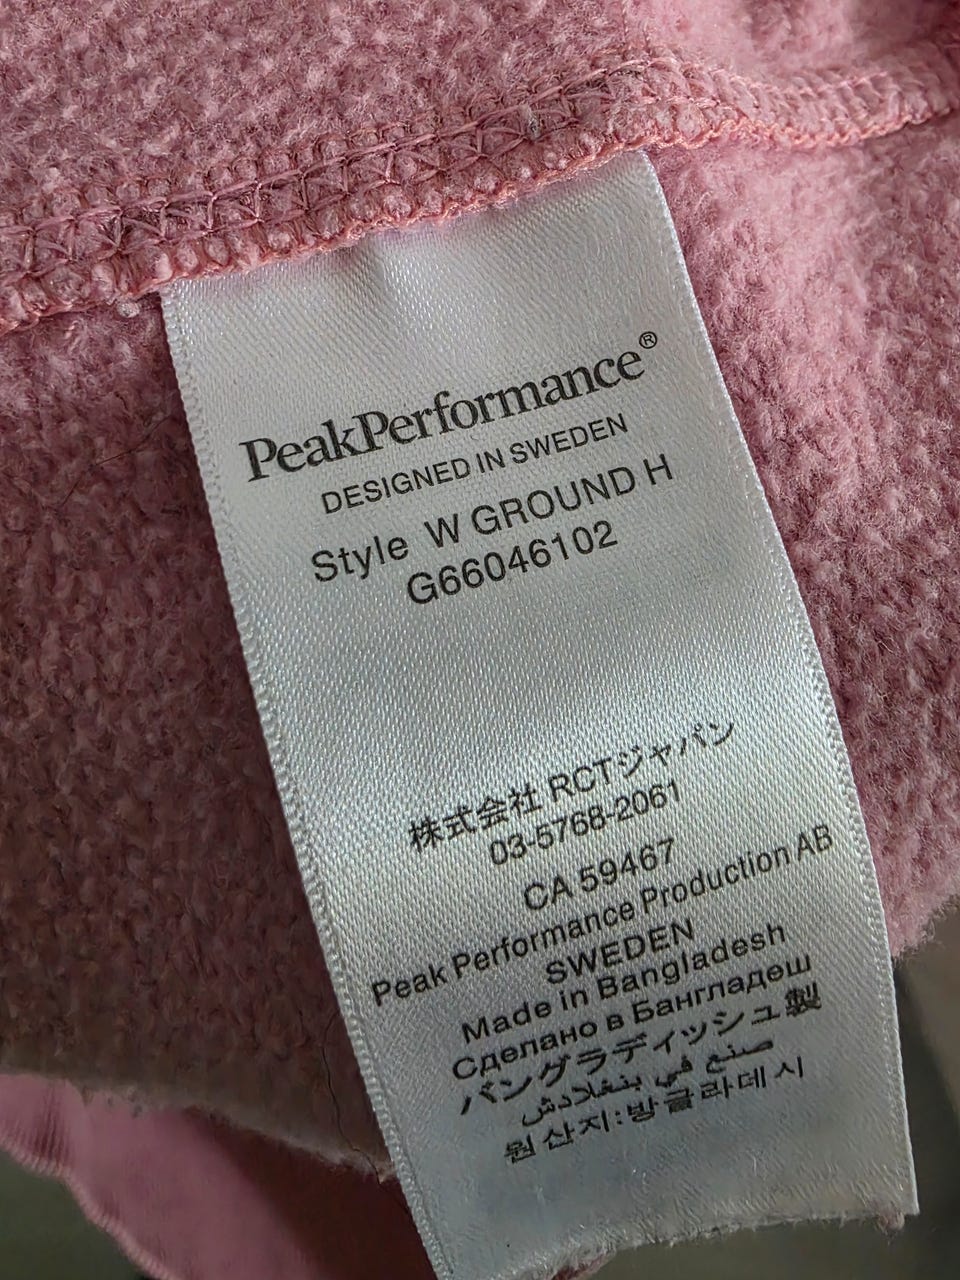 PeakPerformance®
DESIGNED IN SWEDEN
Style W GROUND H
G66046102
株式会社 RCTジャパン
03-5768-2061
CA 59467
Peak Performance Production AB
SWEDEN
Made in Bangladesh
Сделано в Бангладеш
バングラディッシュ製
صنع في بنغلادش
원산지:방글라데시